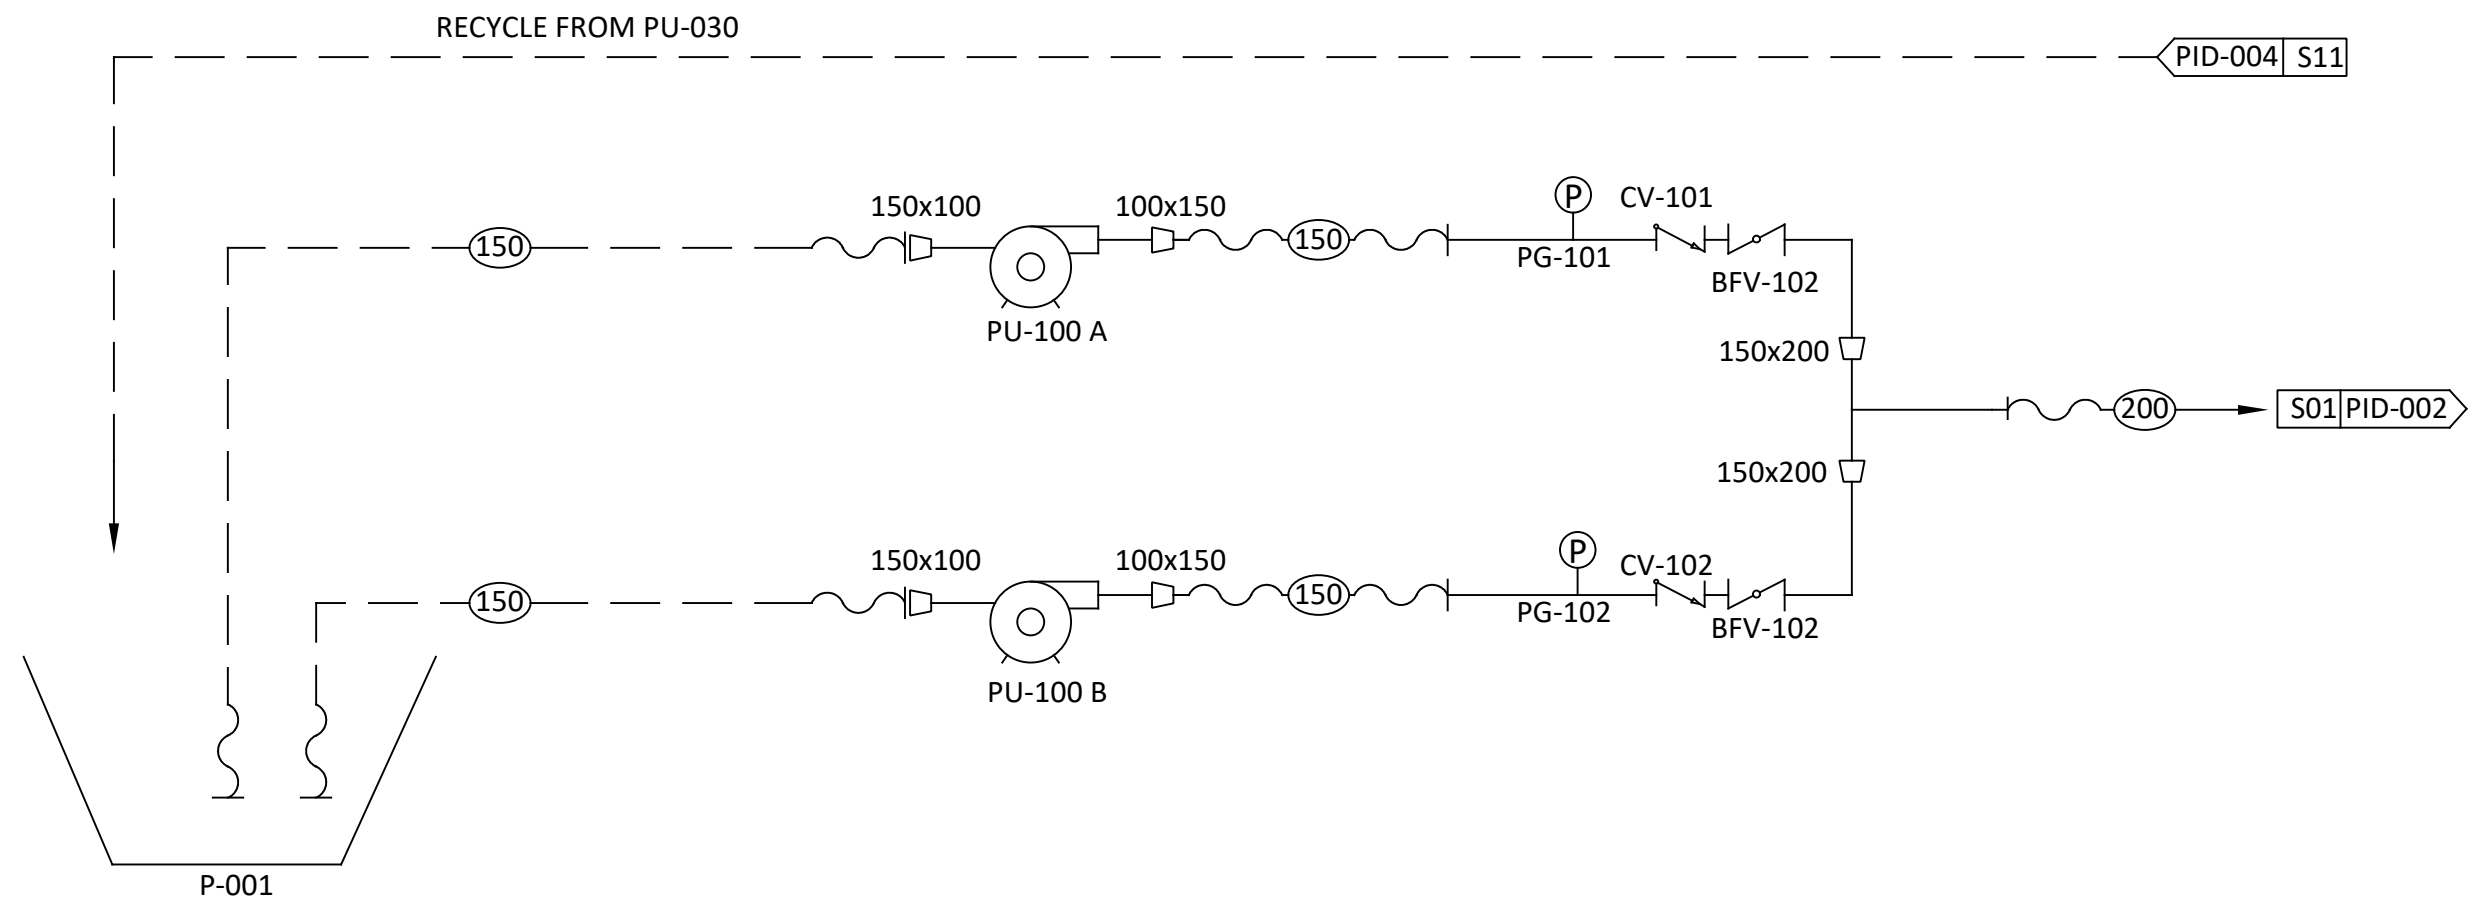 RECYCLE FROM PU-030
PID-004 S11
150x100
100x150
P
CV-101
150
150
PG-101
BFV-102
PU-100 A
150x200
200
S01 PID-002
150x200
150x100
100x150
P
CV-102
150
150
PG-102
BFV-102
PU-100 B
P-001